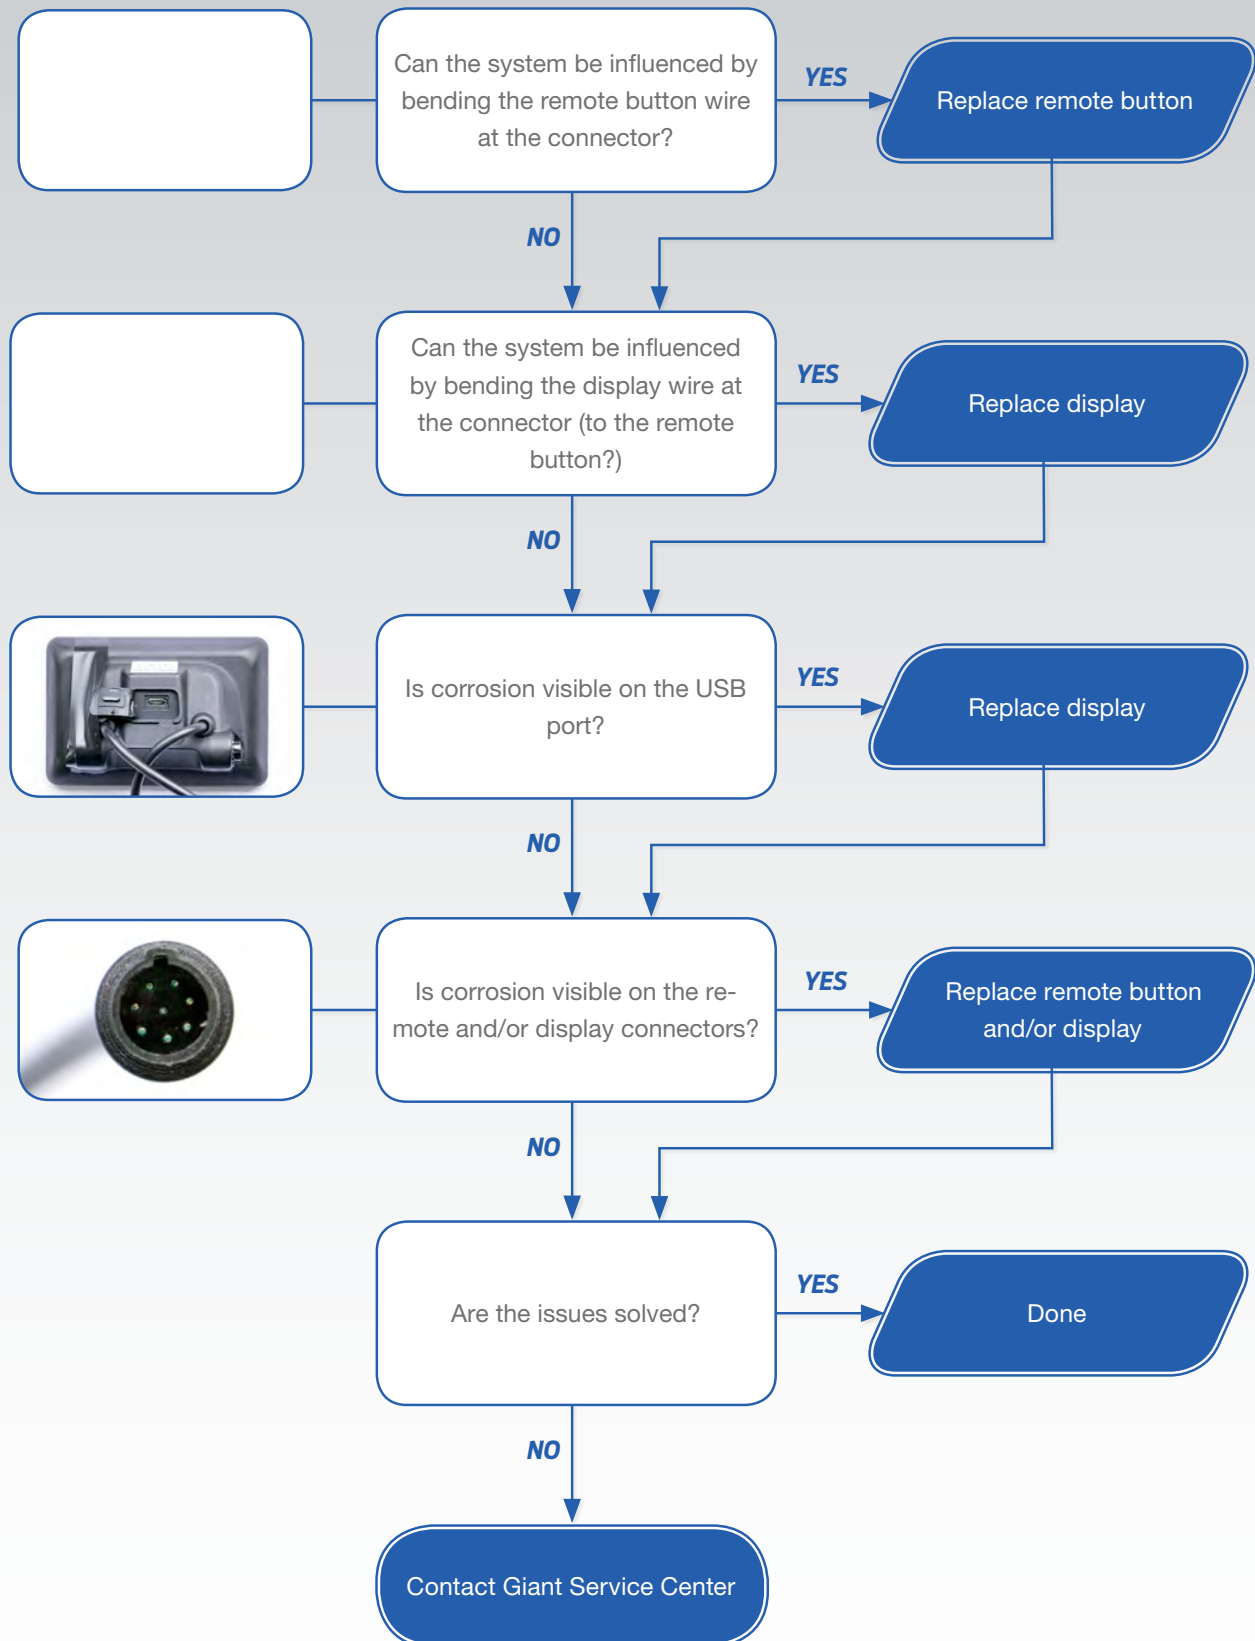 Can the system be influenced by
bending the remote button wire
at the connector?
YES
Replace remote button
NO
Can the system be influenced
by bending the display wire at
the connector (to the remote
button?)
YES
Replace display
NO
Is corrosion visible on the USB
port?
YES
Replace display
NO
Is corrosion visible on the re-
mote and/or display connectors?
YES
Replace remote button
and/or display
NO
Are the issues solved?
YES
Done
NO
Contact Giant Service Center